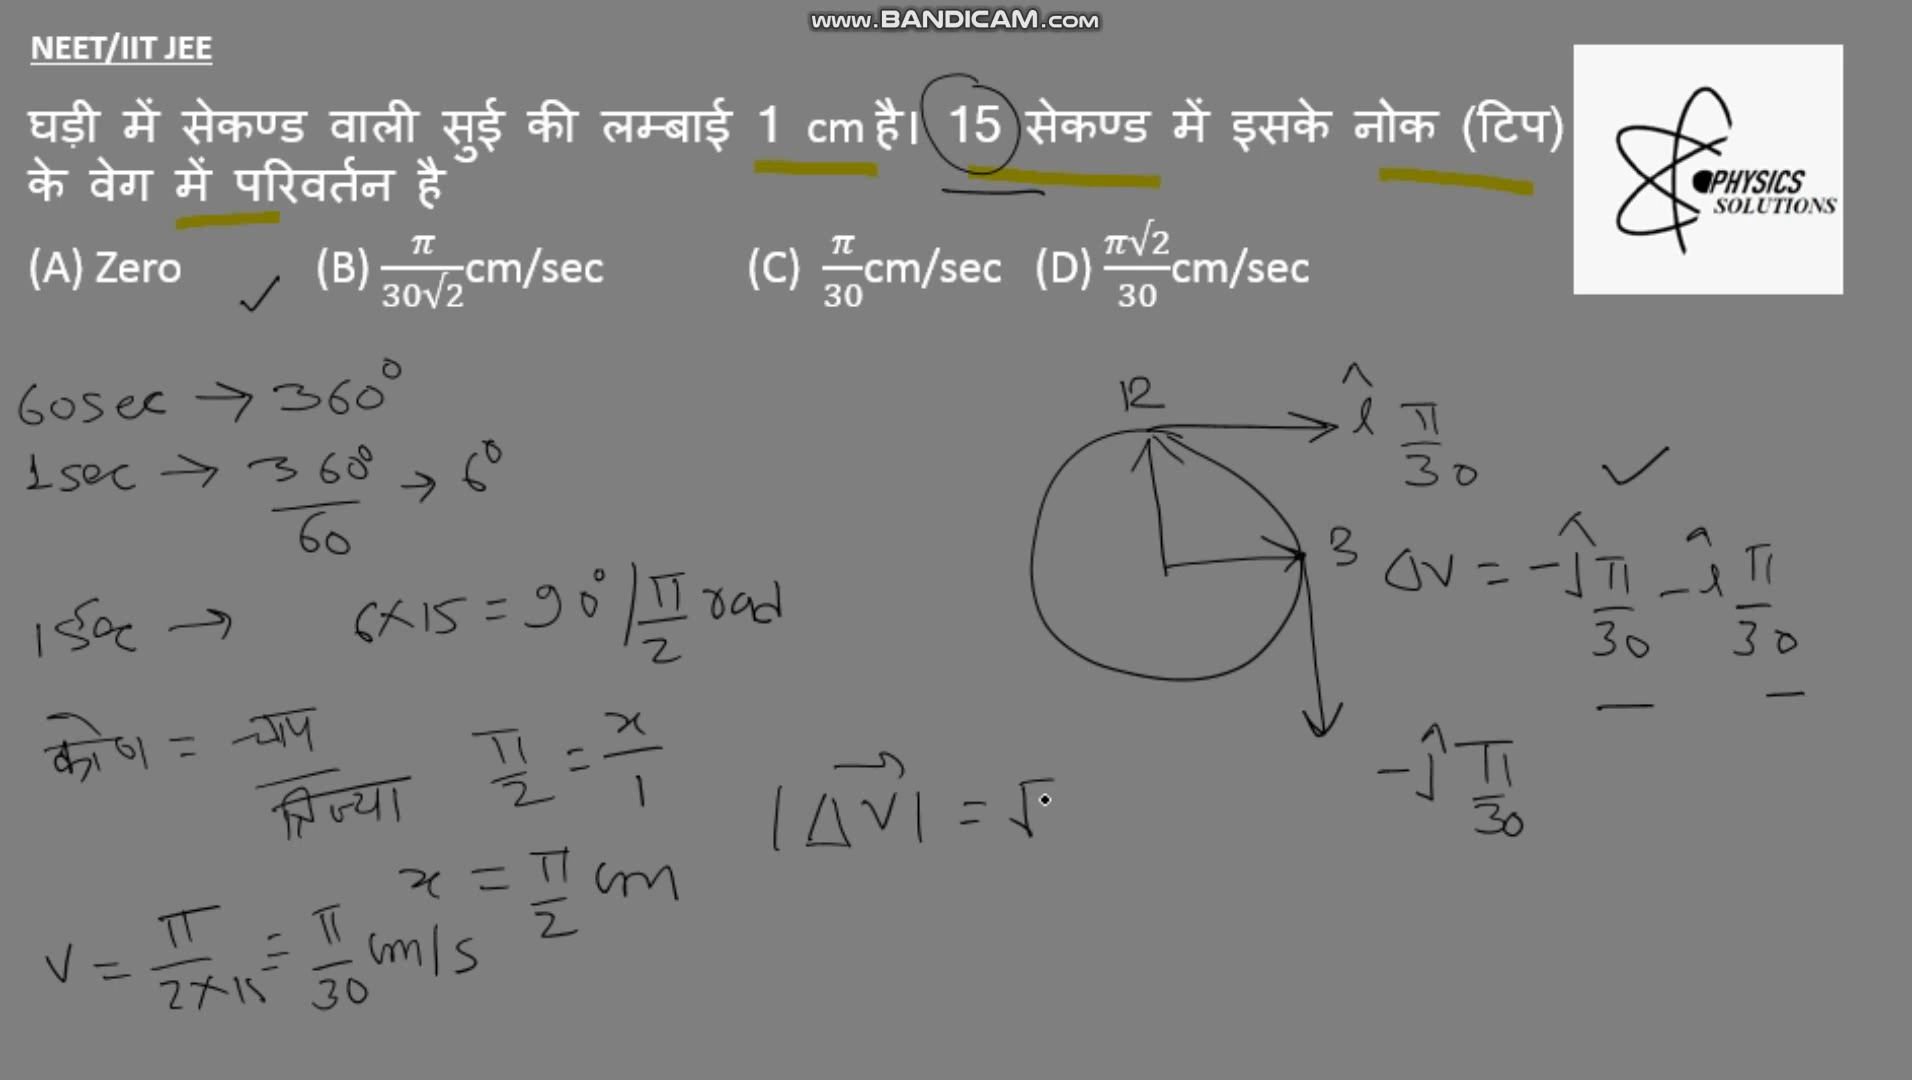 www.BANDICAM.com
NEET/IIT JEE
घड़ी में सेकण्ड वाली सुई की लम्बाई 1 cm है। 15 सेकण्ड में इसके नोक (टिप)
के वेग में परिवर्तन है
(A) Zero (B) π/30√2 cm/sec (C) π/30 cm/sec (D) π√2/30 cm/sec
PHYSICS
SOLUTIONS
60sec → 360°
1sec → 360°/60 → 6°
15sec → 6×15 = 90° / π/2 rad
कोण = चाप/त्रिज्या π/2 = x/1
x = π/2 cm
v = π/2×15 = π/30 cm/s
12
î π/30
3
Δv = -ĵ π/30 - î π/30
-ĵ π/30
|Δv⃗| = √